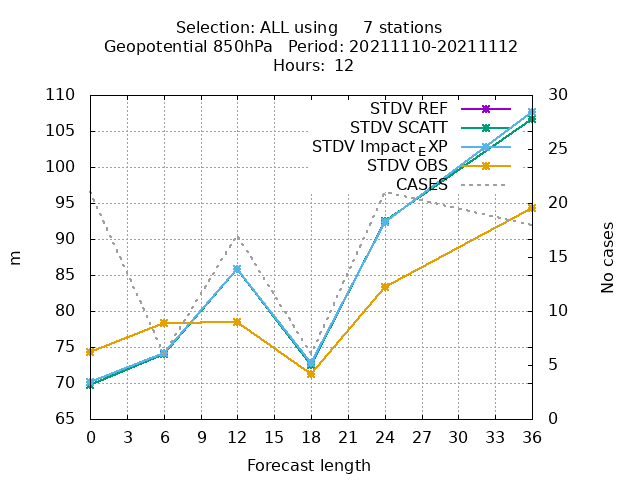 Selection: ALL using     7 stations
Geopotential 850hPa   Period: 20211110-20211112
Hours: 12
STDV REF
STDV SCATT
STDV Impact_EXP
STDV OBS
CASES
110
105
100
95
90
85
80
75
70
65
m
30
25
20
15
10
5
0
No cases
0 3 6 9 12 15 18 21 24 27 30 33 36
Forecast length